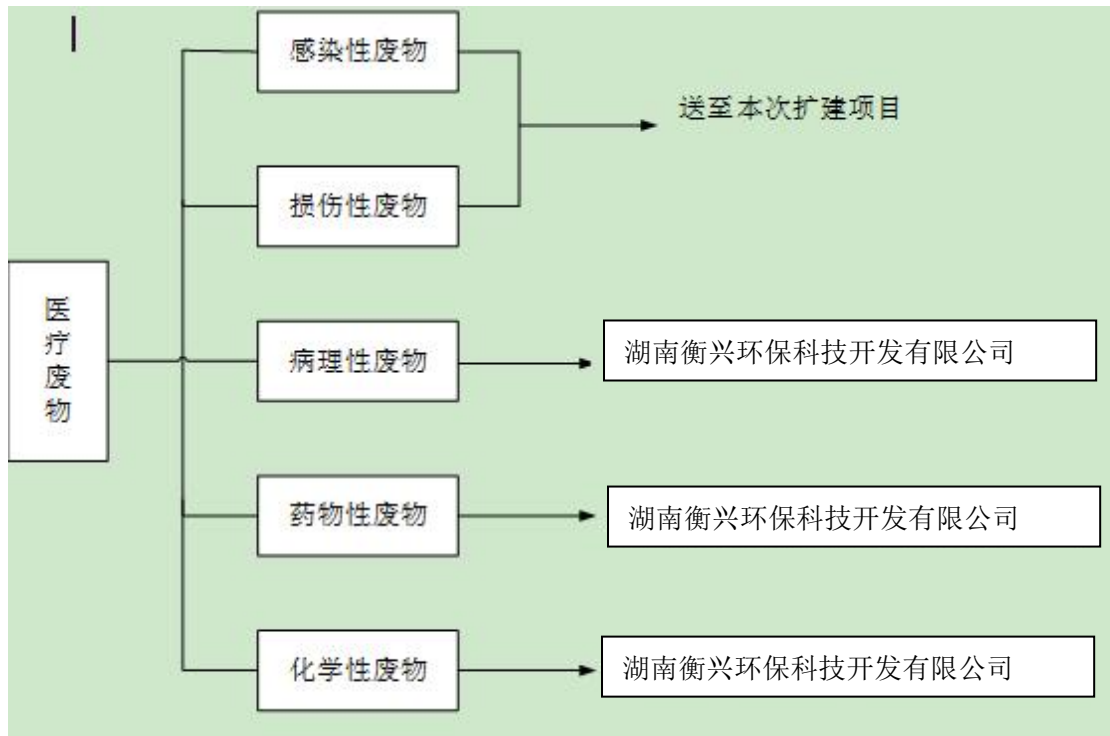 感染性废物
送至本次扩建项目
损伤性废物
医疗废物
病理性废物
湖南衡兴环保科技开发有限公司
药物性废物
湖南衡兴环保科技开发有限公司
化学性废物
湖南衡兴环保科技开发有限公司